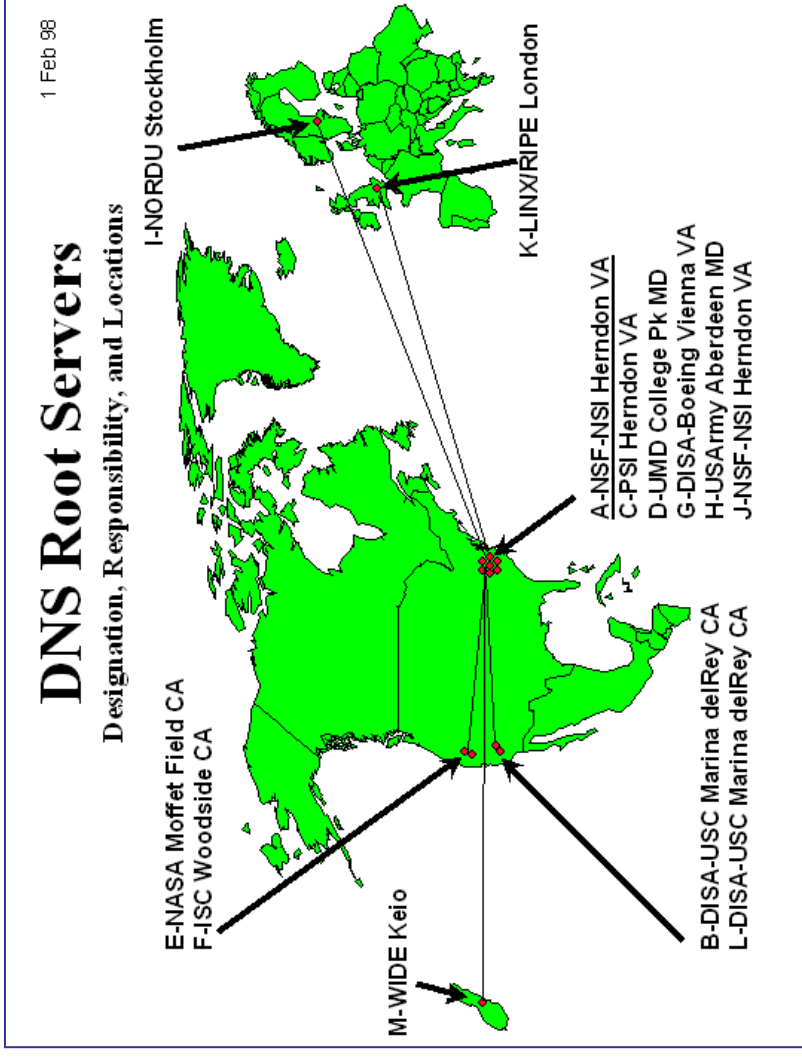 DNS Root Servers
1 Feb 98
Designation, Responsibility, and Locations
E-NASA Moffet Field CA
F-ISC Woodside CA
I-NORDU Stockholm
M-WIDE Keio
K-LINX/RIPE London
A-NSF-NSI Herndon VA
C-PSI Herndon VA
D-UMD College Pk MD
G-DISA-Boeing Vienna VA
H-USArmy Aberdeen MD
J-NSF-NSI Herndon VA
B-DISA-USC Marina delRey CA
L-DISA-USC Marina delRey CA